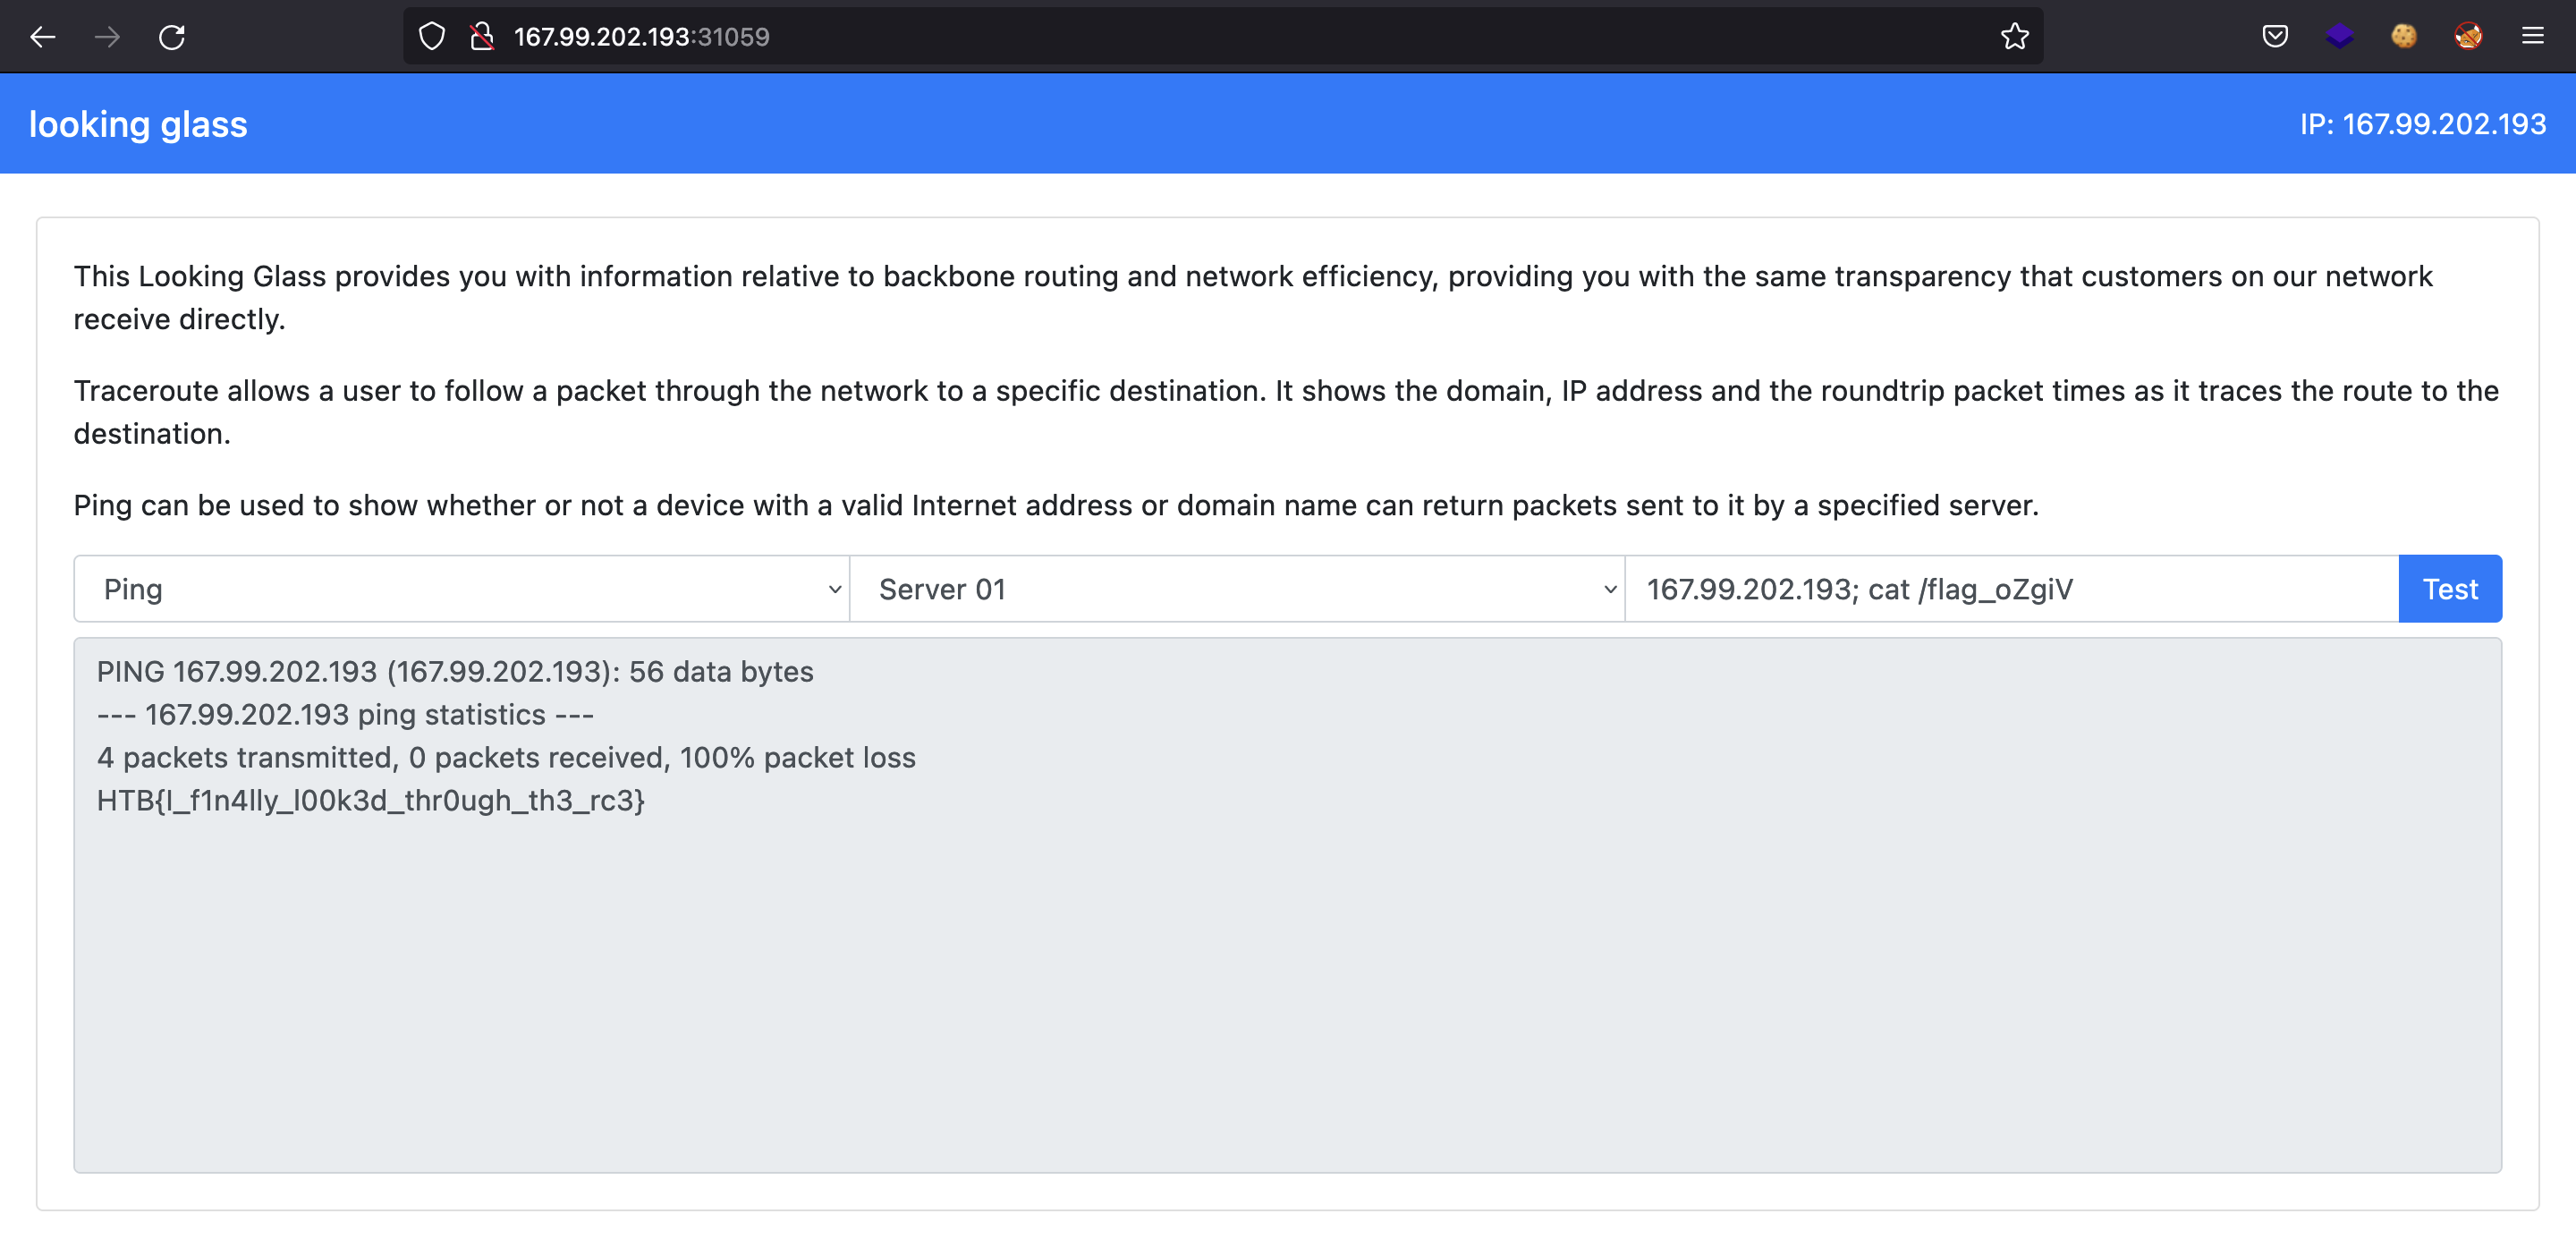 167.99.202.193:31059
looking glass
IP: 167.99.202.193
This Looking Glass provides you with information relative to backbone routing and network efficiency, providing you with the same transparency that customers on our network
receive directly.
Traceroute allows a user to follow a packet through the network to a specific destination. It shows the domain, IP address and the roundtrip packet times as it traces the route to the
destination.
Ping can be used to show whether or not a device with a valid Internet address or domain name can return packets sent to it by a specified server.
Ping
Server 01
167.99.202.193; cat /flag_oZgiV
Test
PING 167.99.202.193 (167.99.202.193): 56 data bytes
--- 167.99.202.193 ping statistics ---
4 packets transmitted, 0 packets received, 100% packet loss
HTB{I_f1n4lly_l00k3d_thr0ugh_th3_rc3}